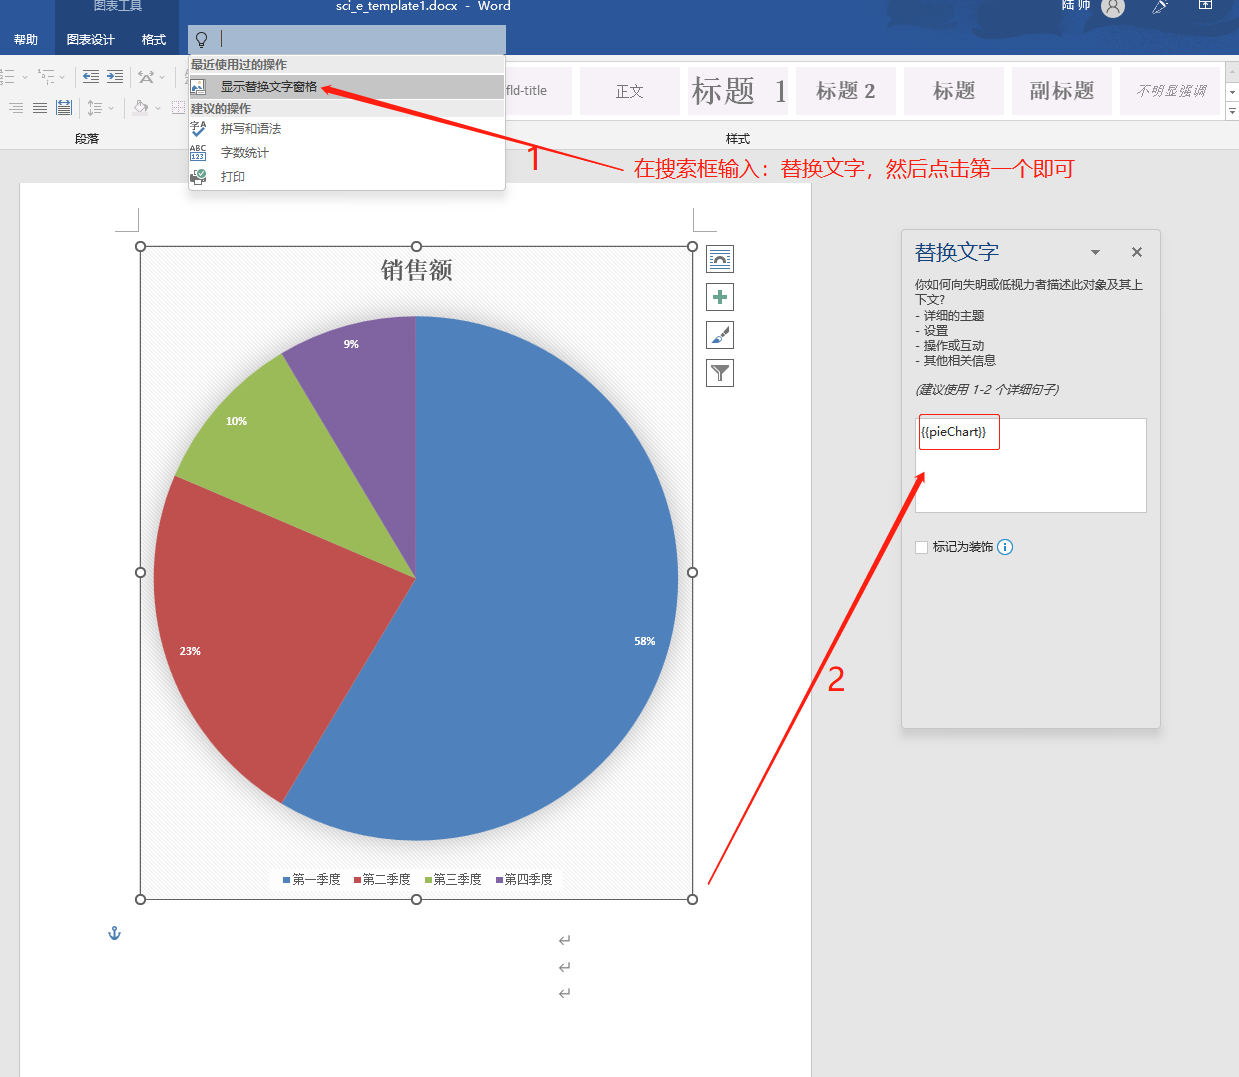 图表工具
sci_e_template1.docx - Word
陆 帅
帮助
图表设计
格式
最近使用过的操作
显示替换文字窗格
建议的操作
拼写和语法
字数统计
打印
fld-title
正文
标题 1
标题 2
标题
副标题
不明显强调
段落
样式
1
在搜索框输入：替换文字，然后点击第一个即可
销售额
9%
10%
23%
58%
第一季度
第二季度
第三季度
第四季度
替换文字
你如何向失明或低视力者描述此对象及其上
下文?
- 详细的主题
- 设置
- 操作或互动
- 其他相关信息
(建议使用 1-2 个详细句子)
{{pieChart}}
标记为装饰
2